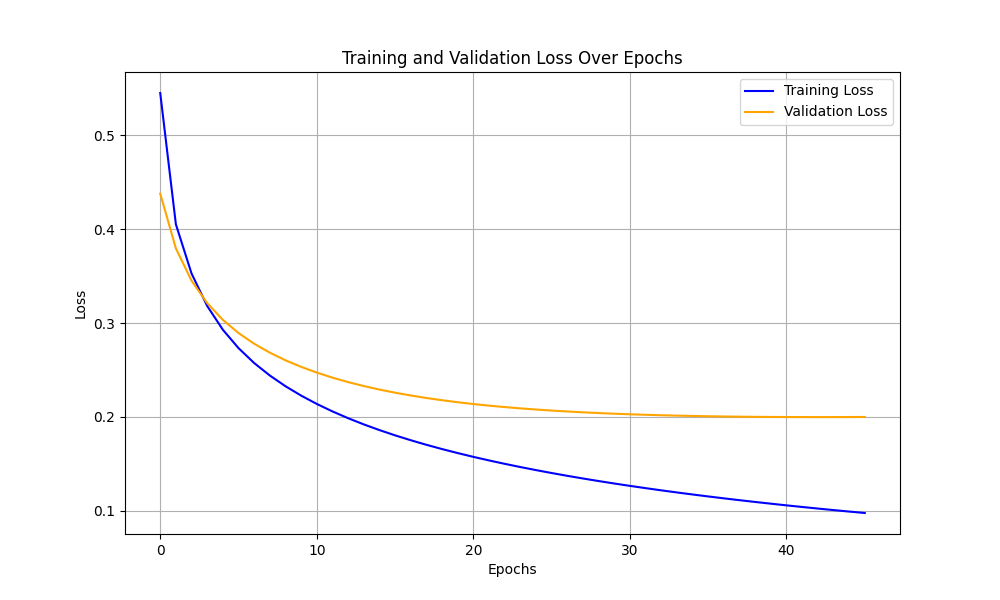 Training and Validation Loss Over Epochs
Training Loss
Validation Loss
0.5
0.4
0.3
0.2
0.1
Loss
0
10
20
30
40
Epochs